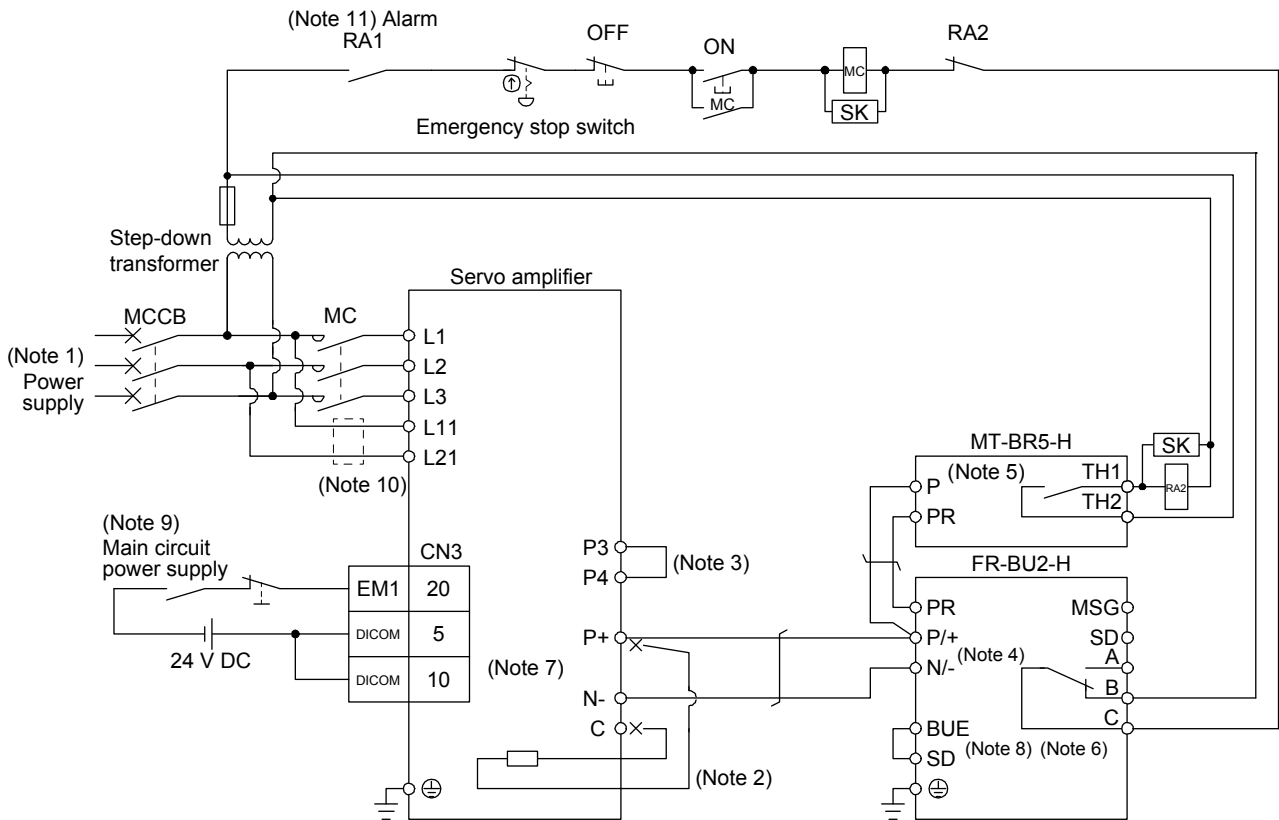 (Note 11) Alarm
RA1
OFF
ON
RA2
MC
MC
SK
Emergency stop switch
Step-down
transformer
Servo amplifier
MCCB
MC
(Note 1)
Power
supply
L1
L2
L3
L11
L21
(Note 10)
MT-BR5-H
SK
P
(Note 5)
TH1
RA2
TH2
PR
(Note 9)
Main circuit
power supply
CN3
EM1
20
DICOM
5
DICOM
10
24 V DC
P3
P4
(Note 3)
P+
(Note 7)
N-
C
(Note 2)
FR-BU2-H
PR
MSG
P/+
SD
N/-
(Note 4)
A
B
C
BUE
(Note 8)
(Note 6)
SD